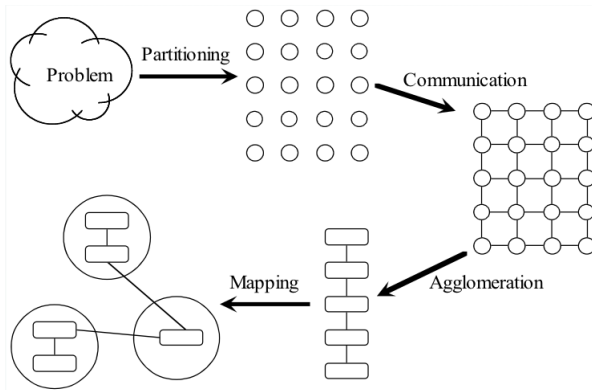 Problem
Partitioning
Communication
Agglomeration
Mapping